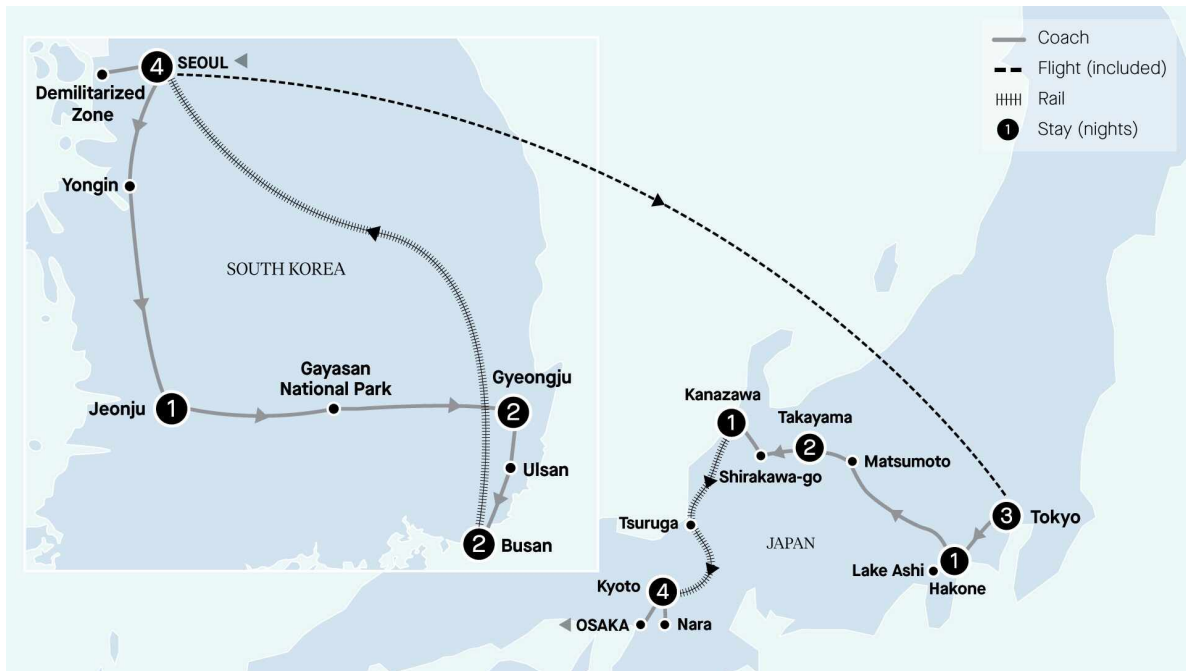 Coach
Flight (included)
Rail
1
Stay (nights)
4
SEOUL
Demilitarized
Zone
Yongin
SOUTH KOREA
Jeonju
1
Gayasan
National Park
Gyeongju
2
Ulsan
2
Busan
Kanazawa
1
Takayama
2
Shirakawa-go
Matsumoto
3
Tokyo
Tsuruga
JAPAN
Lake Ashi
1
Hakone
Kyoto
4
OSAKA
Nara